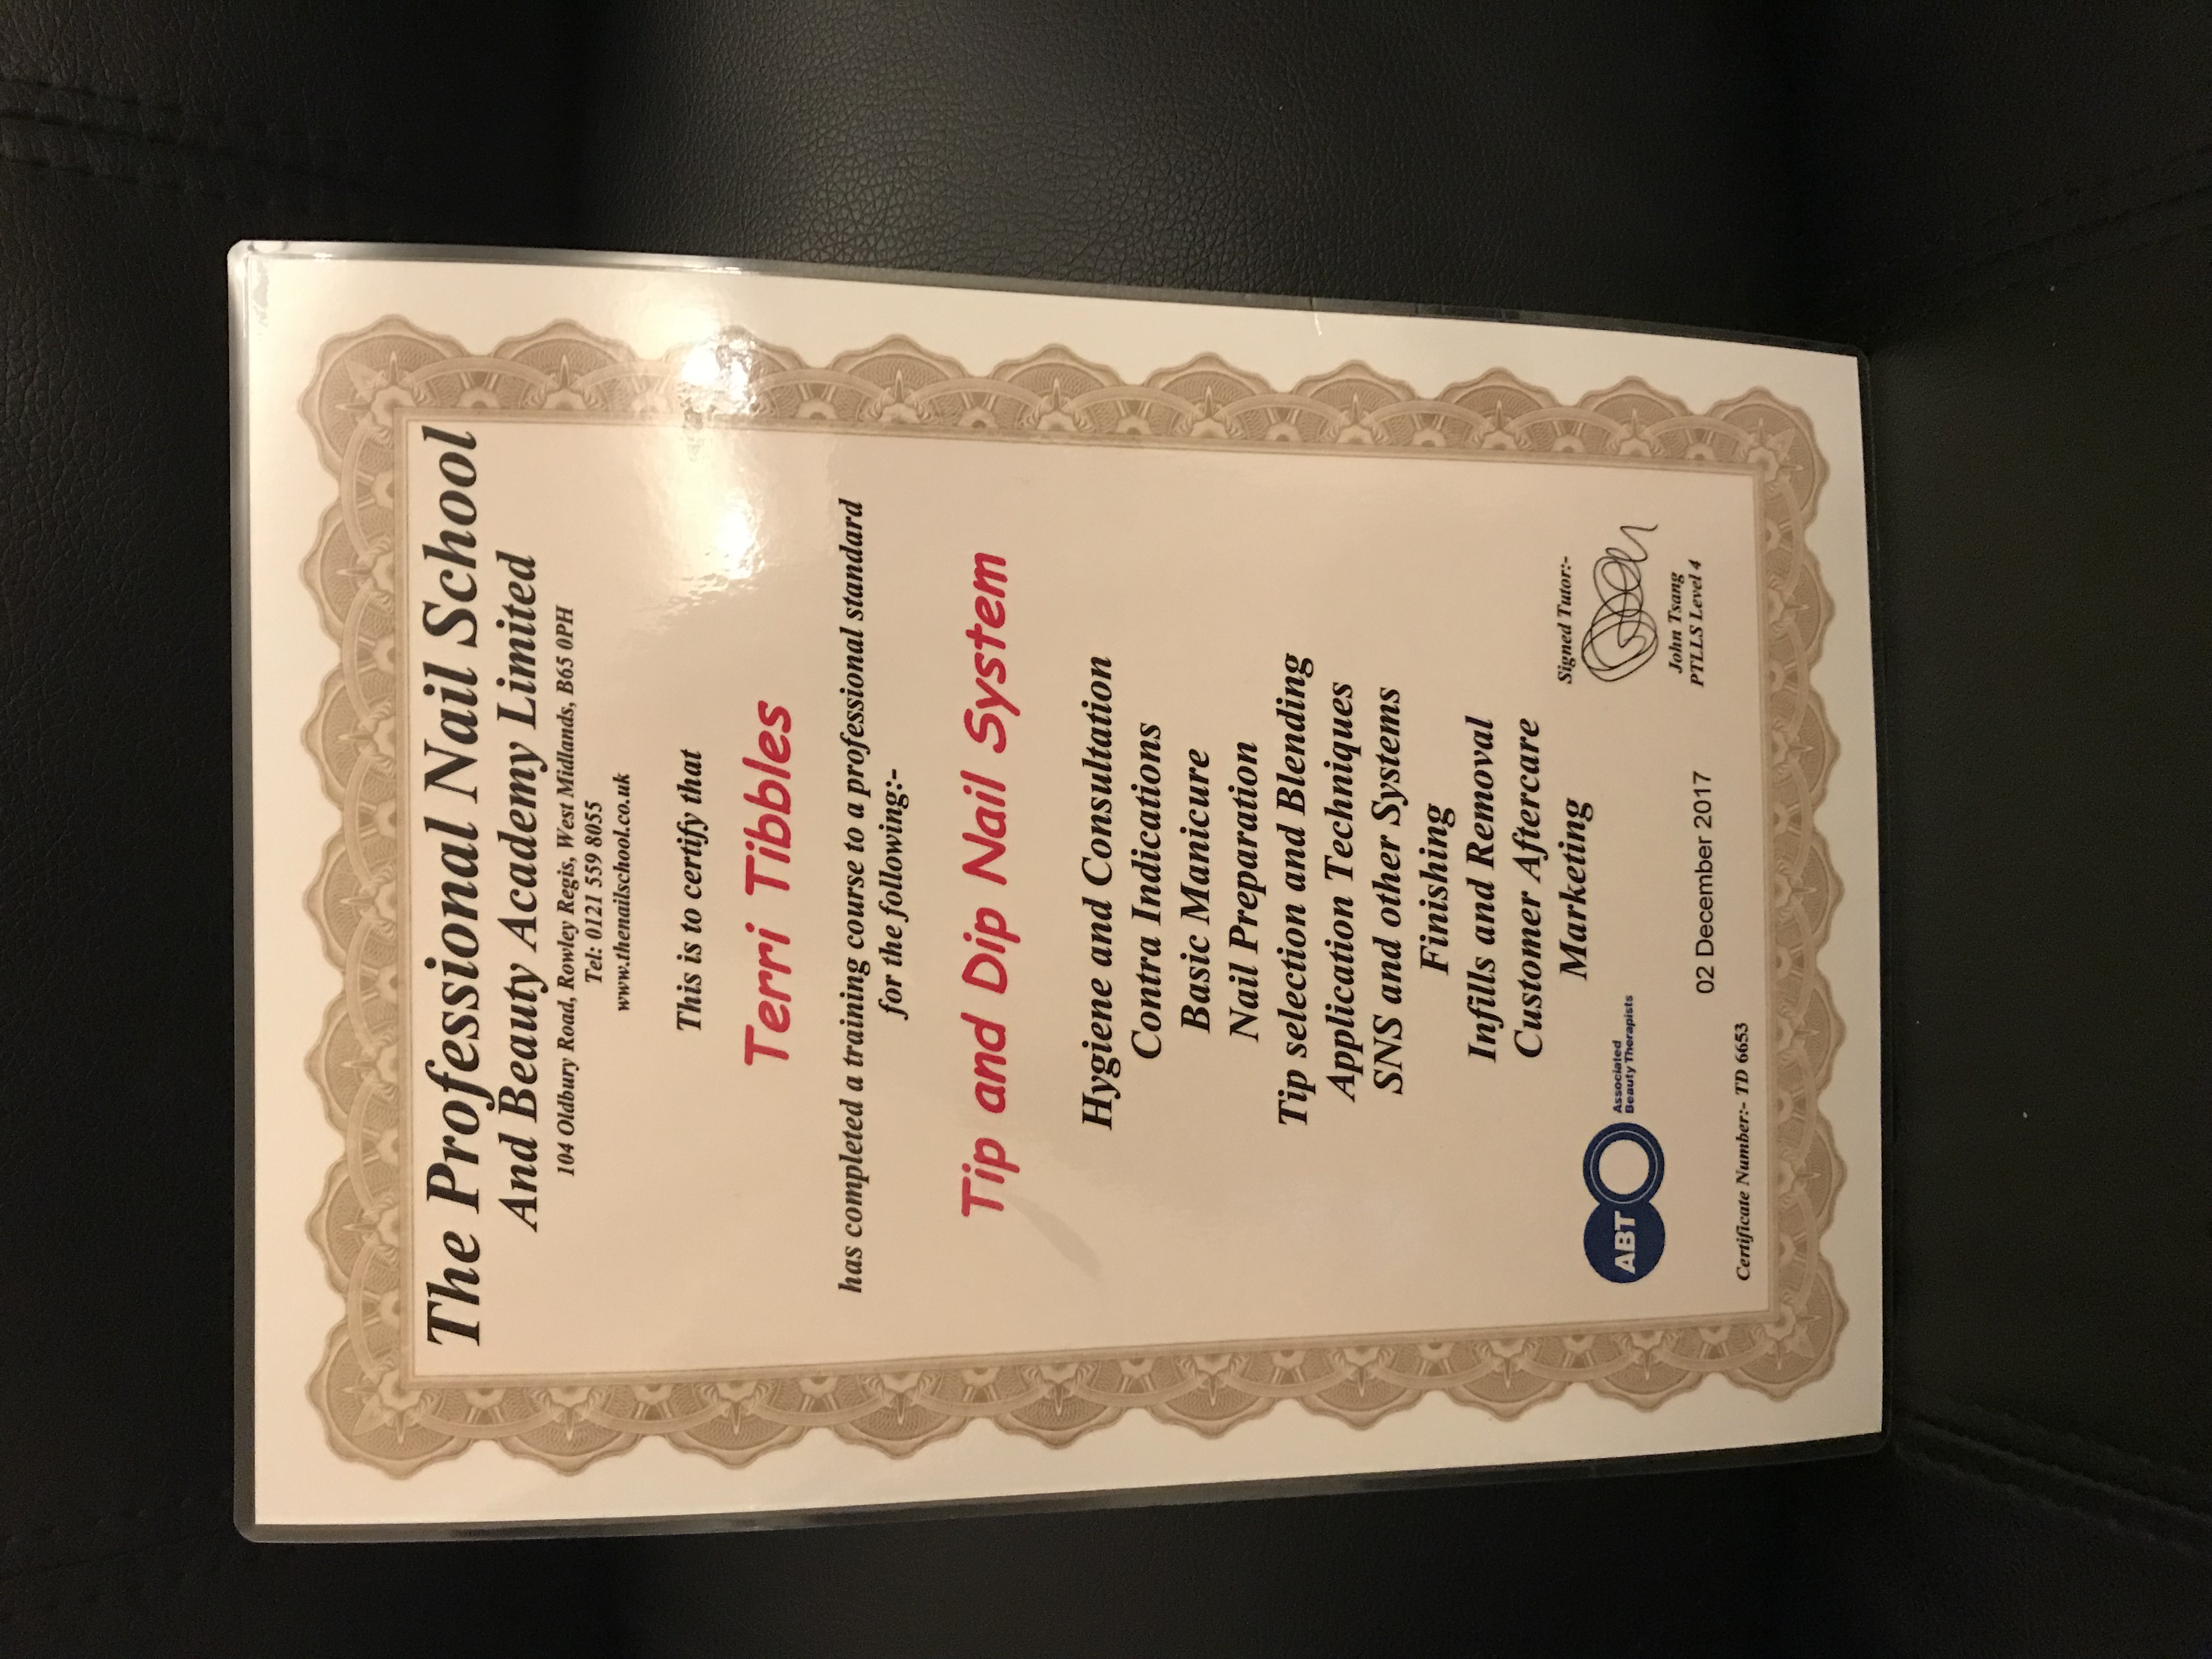 The Professional Nail School
And Beauty Academy Limited
104 Oldbury Road, Rowley Regis, West Midlands, B65 0PH
Tel: 0121 559 8055
www.thenailschool.co.uk
This is to certify that
Terri Tibbles
has completed a training course to a professional standard
for the following:-
Tip and Dip Nail System
Hygiene and Consultation
Contra Indications
Basic Manicure
Nail Preparation
Tip selection and Blending
Application Techniques
SNS and other Systems
Finishing
Infills and Removal
Customer Aftercare
Marketing
Signed Tutor:-
ABT
Associated
Beauty Therapists
John Tsang
PTLLS Level 4
02 December 2017
Certificate Number:- TD 6653